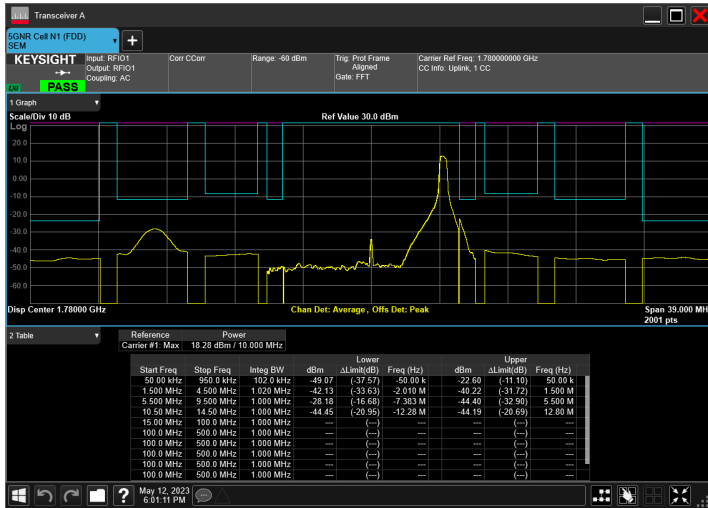 Transceiver A
5GNR Cell N1 (FDD)
SEM
KEYSIGHT
PASS
Input: RFIO1
Output: RFIO1
Coupling: AC
Corr CCorr
Range: -60 dBm
Trig: Prot Frame
Aligned
Gate: FFT
Carrier Ref Freq: 1.780000000 GHz
CC Info: Uplink, 1 CC
1 Graph
Scale/Div 10 dB
Ref Value 30.0 dBm
Log
20.0
10.0
0.00
-10.0
-20.0
-30.0
-40.0
-50.0
-60.0
Disp Center 1.78000 GHz
Chan Det: Average, Offs Det: Peak
Span 39.000 MH
2001 pts
2 Table
Reference Power
Carrier #1: Max 18.28 dBm / 10.000 MHz
Lower Upper
Start Freq Stop Freq Integ BW dBm ΔLimit(dB) Freq (Hz) dBm ΔLimit(dB) Freq (Hz)
50.00 kHz 950.0 kHz 102.0 kHz -49.07 (-37.57) -50.00 k -22.60 (-11.10) 50.00 k
1.500 MHz 4.500 MHz 1.020 MHz -42.13 (-33.63) -2.010 M -40.22 (-31.72) 1.500 M
5.500 MHz 9.500 MHz 1.000 MHz -28.18 (-16.68) -7.383 M -44.40 (-32.90) 5.500 M
10.50 MHz 14.50 MHz 1.000 MHz -44.45 (-20.95) -12.28 M -44.19 (-20.69) 12.80 M
15.00 MHz 100.0 MHz 1.000 MHz --- (---) --- --- (---) ---
100.0 MHz 500.0 MHz 1.000 MHz --- (---) --- --- (---) ---
100.0 MHz 500.0 MHz 1.000 MHz --- (---) --- --- (---) ---
100.0 MHz 500.0 MHz 1.000 MHz --- (---) --- --- (---) ---
100.0 MHz 500.0 MHz 1.000 MHz --- (---) --- --- (---) ---
100.0 MHz 500.0 MHz 1.000 MHz --- (---) --- --- (---) ---
May 12, 2023
6:01:11 PM